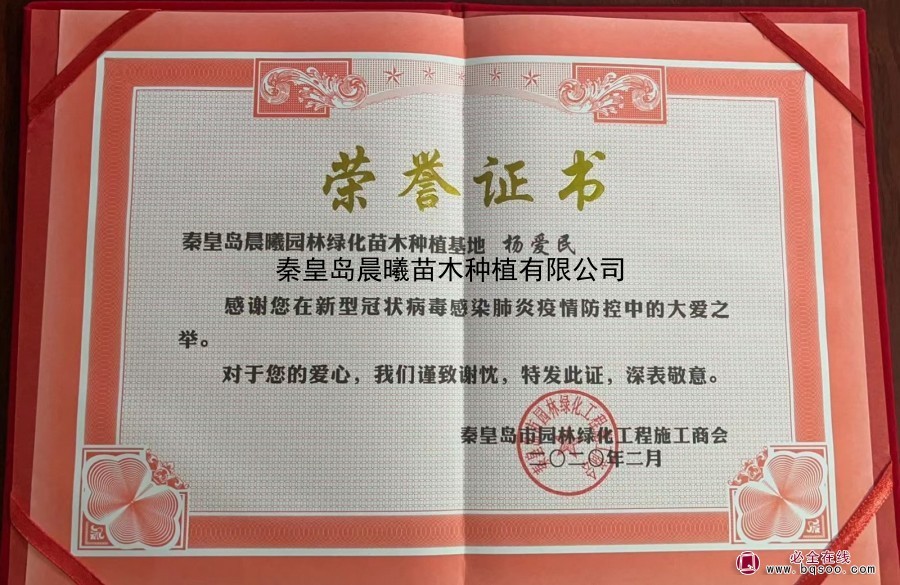 荣誉证书
秦皇岛晨曦园林绿化苗木种植基地 杨爱民
秦皇岛晨曦苗木种植有限公司
感谢您在新型冠状病毒感染肺炎疫情防控中的大爱之
举。
对于您的爱心，我们谨致谢忱，特发此证，深表敬意。
秦皇岛市园林绿化工程施工商会
二〇二〇年二月
必全在线
www.bqsoo.com